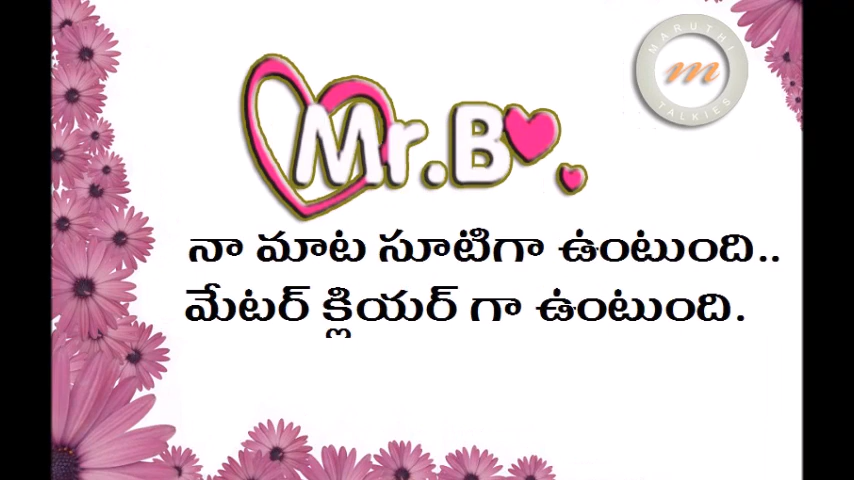 MARUTHI
m
TALKIES
Mr.B
నా మాట సూటిగా ఉంటుంది..
మేటర్ క్లియర్ గా ఉంటుంది.